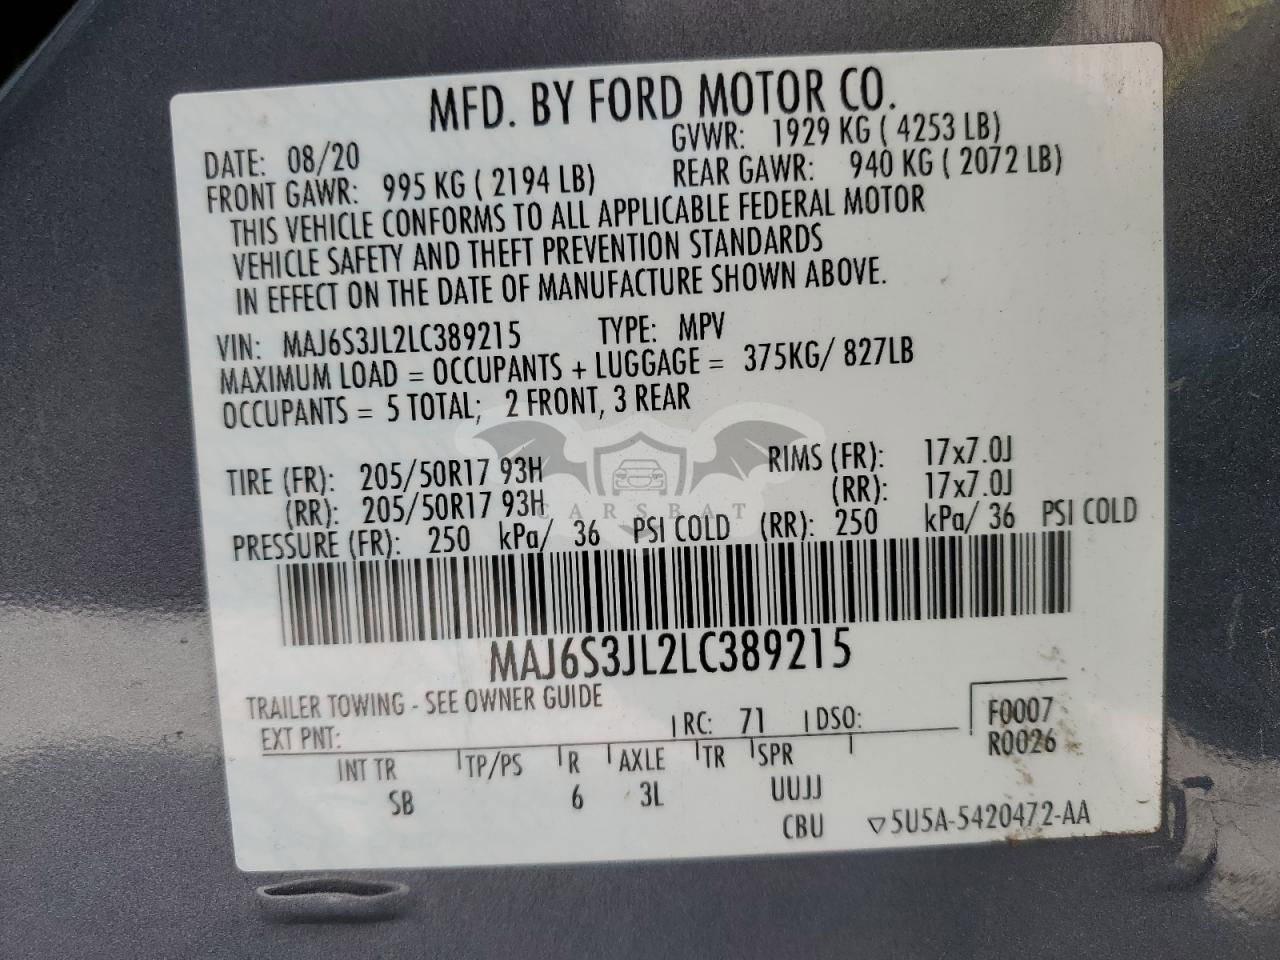 MFD. BY FORD MOTOR CO.
DATE: 08/20 GVWR: 1929 KG ( 4253 LB)
FRONT GAWR: 995 KG ( 2194 LB) REAR GAWR: 940 KG ( 2072 LB)
THIS VEHICLE CONFORMS TO ALL APPLICABLE FEDERAL MOTOR
VEHICLE SAFETY AND THEFT PREVENTION STANDARDS
IN EFFECT ON THE DATE OF MANUFACTURE SHOWN ABOVE.
VIN: MAJ6S3JL2LC389215 TYPE: MPV
MAXIMUM LOAD = OCCUPANTS + LUGGAGE = 375KG/ 827LB
OCCUPANTS = 5 TOTAL; 2 FRONT, 3 REAR
TIRE (FR): 205/50R17 93H RIMS (FR): 17x7.0J
(RR): 205/50R17 93H (RR): 17x7.0J
CARSBAT
PRESSURE (FR): 250 kPa/ 36 PSI COLD (RR): 250 kPa/ 36 PSI COLD
MAJ6S3JL2LC389215
TRAILER TOWING - SEE OWNER GUIDE
EXT PNT: RC: 71 DSO: F0007
R0026
INT TR TP/PS R AXLE TR SPR
SB 6 3L UUJJ
CBU 5U5A-5420472-AA